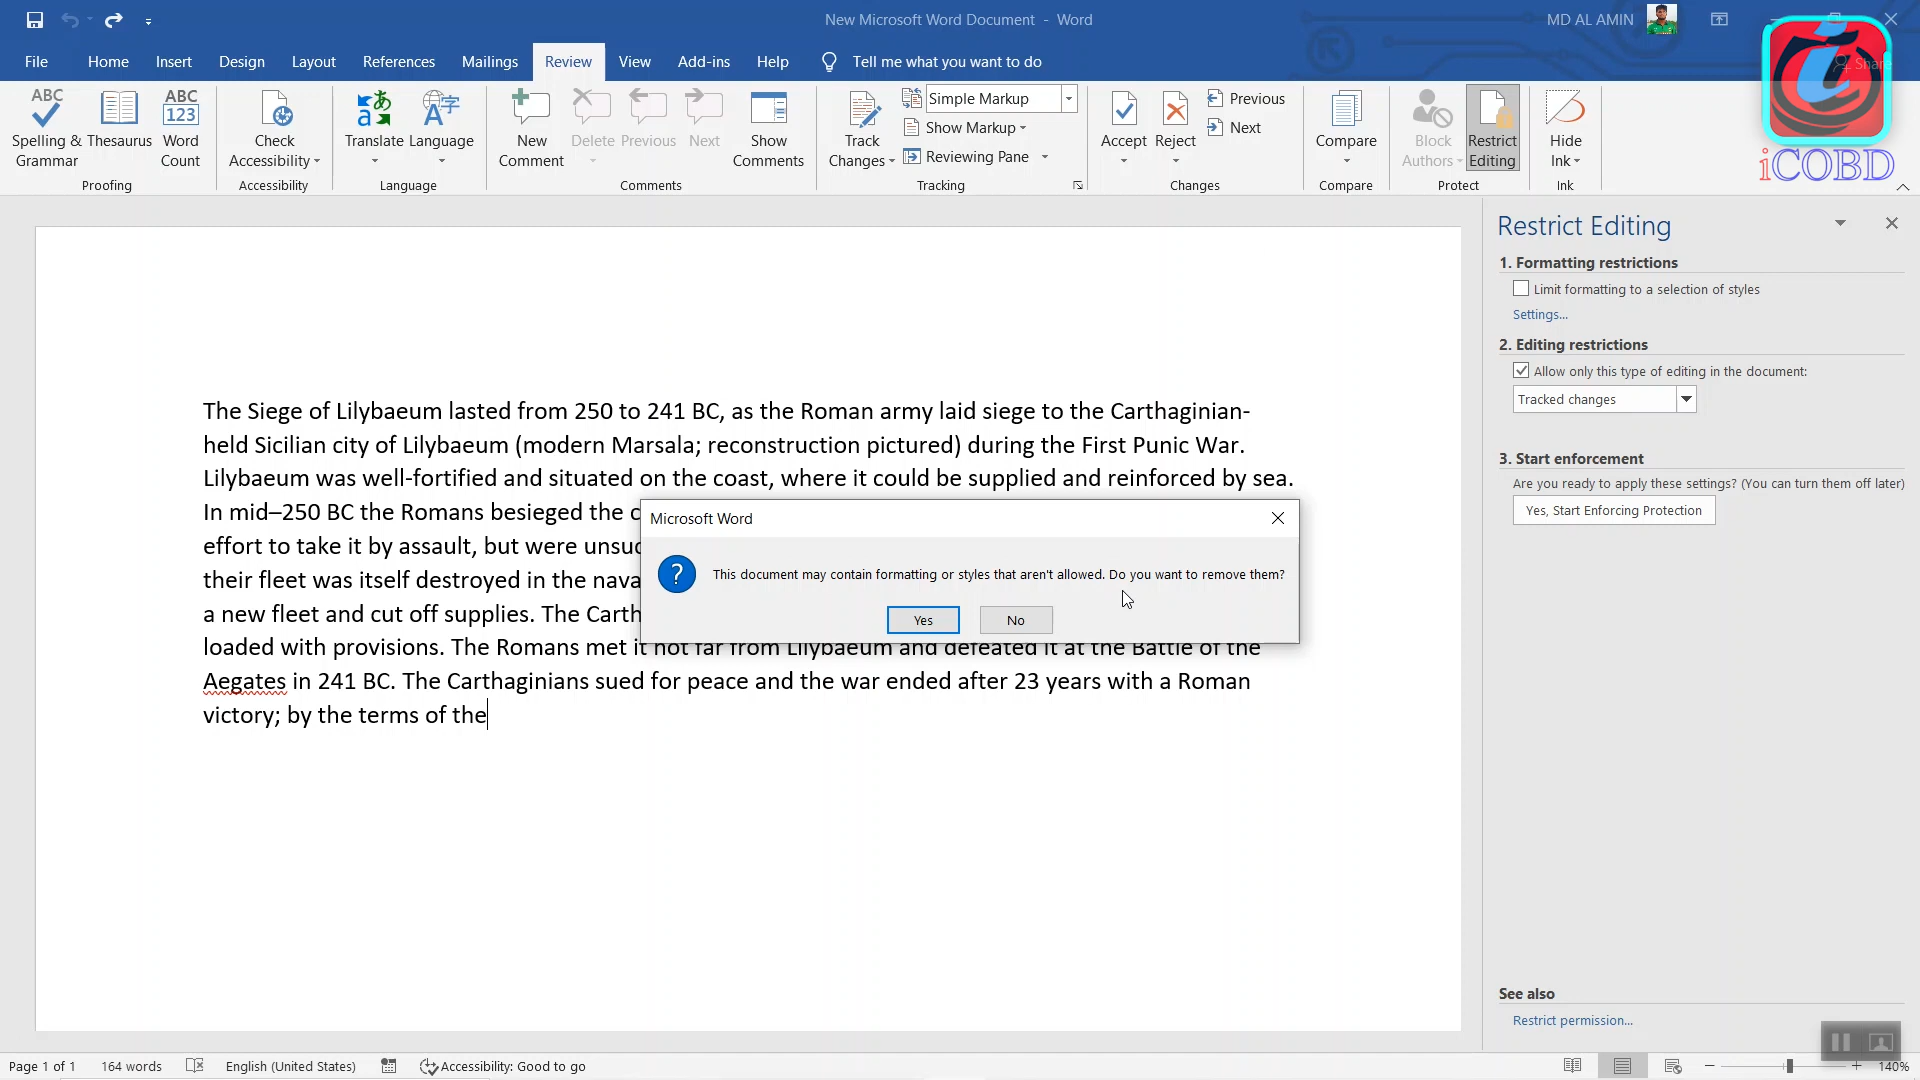 New Microsoft Word Document - Word
MD AL AMIN
File Home Insert Design Layout References Mailings Review View Add-ins Help Tell me what you want to do
Share
iCOBD
ABC
Spelling &
Grammar
Thesaurus
ABC
123
Word
Count
Proofing
Check
Accessibility
Accessibility
Translate
Language
Language
New
Comment
Delete
Previous
Next
Show
Comments
Comments
Track
Changes
Simple Markup
Show Markup
Reviewing Pane
Tracking
Accept
Reject
Previous
Next
Changes
Compare
Compare
Block
Authors
Restrict
Editing
Protect
Hide
Ink
Ink
The Siege of Lilybaeum lasted from 250 to 241 BC, as the Roman army laid siege to the Carthaginian-
held Sicilian city of Lilybaeum (modern Marsala; reconstruction pictured) during the First Punic War.
Lilybaeum was well-fortified and situated on the coast, where it could be supplied and reinforced by sea.
In mid–250 BC the Romans besieged the
effort to take it by assault, but were
their fleet was itself destroyed in the
a new fleet and cut off supplies. The
loaded with provisions. The Romans met it not far from Lilybaeum and defeated it at the Battle of the
Aegates in 241 BC. The Carthaginians sued for peace and the war ended after 23 years with a Roman
victory; by the terms of the
Microsoft Word
This document may contain formatting or styles that aren't allowed. Do you want to remove them?
Yes
No
Restrict Editing
1. Formatting restrictions
Limit formatting to a selection of styles
Settings...
2. Editing restrictions
Allow only this type of editing in the document:
Tracked changes
3. Start enforcement
Are you ready to apply these settings? (You can turn them off later)
Yes, Start Enforcing Protection
See also
Restrict permission...
Page 1 of 1 164 words English (United States) Accessibility: Good to go 140%